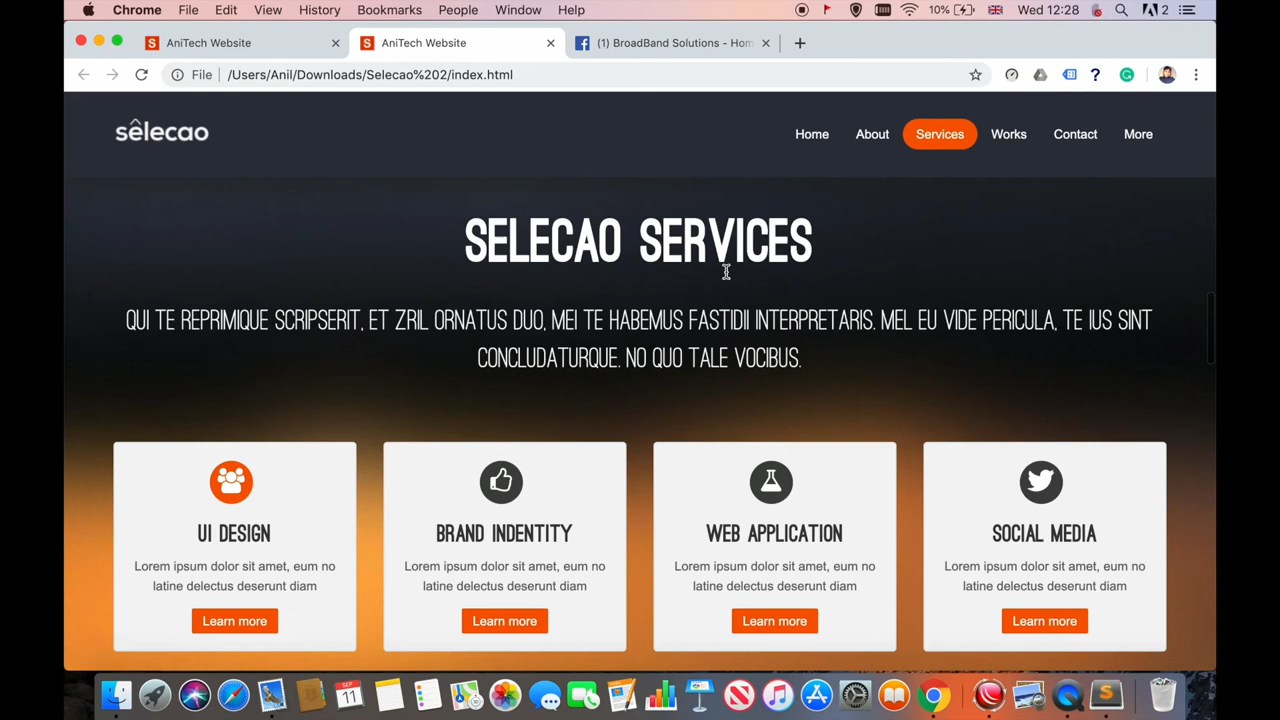 Chrome File Edit View History Bookmarks People Window Help 10% Wed 12:28 2
AniTech Website AniTech Website (1) BroadBand Solutions - Hom
File /Users/Anil/Downloads/Selecao%202/index.html
sêlecao Home About Services Works Contact More
SELECAO SERVICES
QUI TE REPRIMIQUE SCRIPSERIT, ET ZRIL ORNATUS DUO, MEI TE HABEMUS FASTIDII INTERPRETARIS. MEL EU VIDE PERICULA, TE IUS SINT
CONCLUDATURQUE. NO QUO TALE VOCIBUS.
UI DESIGN BRAND INDENTITY WEB APPLICATION SOCIAL MEDIA
Lorem ipsum dolor sit amet, eum no Lorem ipsum dolor sit amet, eum no Lorem ipsum dolor sit amet, eum no Lorem ipsum dolor sit amet, eum no
latine delectus deserunt diam latine delectus deserunt diam latine delectus deserunt diam latine delectus deserunt diam
Learn more Learn more Learn more Learn more
SEP
11